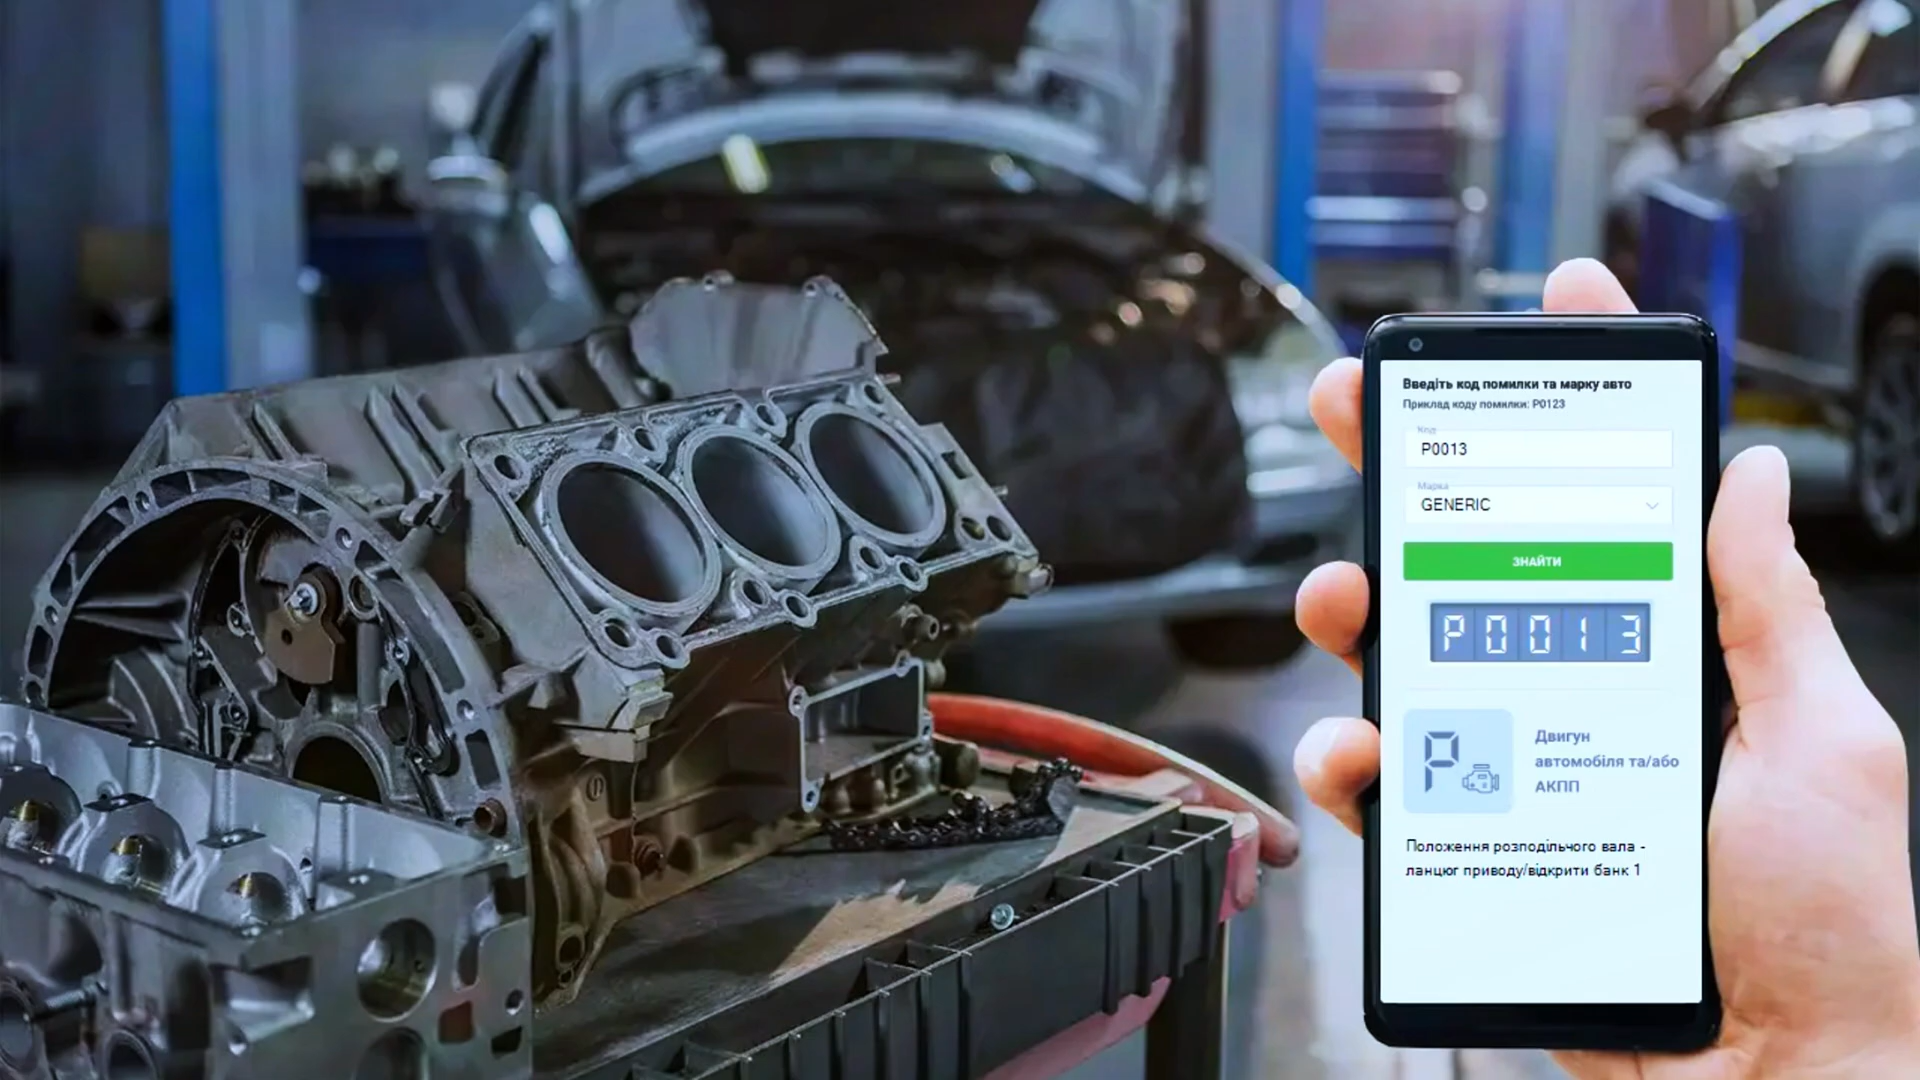 Введіть код помилки та марку авто
Приклад коду помилки: P0123
Код
P0013
Марка
GENERIC
ЗНАЙТИ
P0013
P
Двигун
автомобіля та/або
АКПП
Положення розподільчого вала -
ланцюг приводу/відкрити банк 1